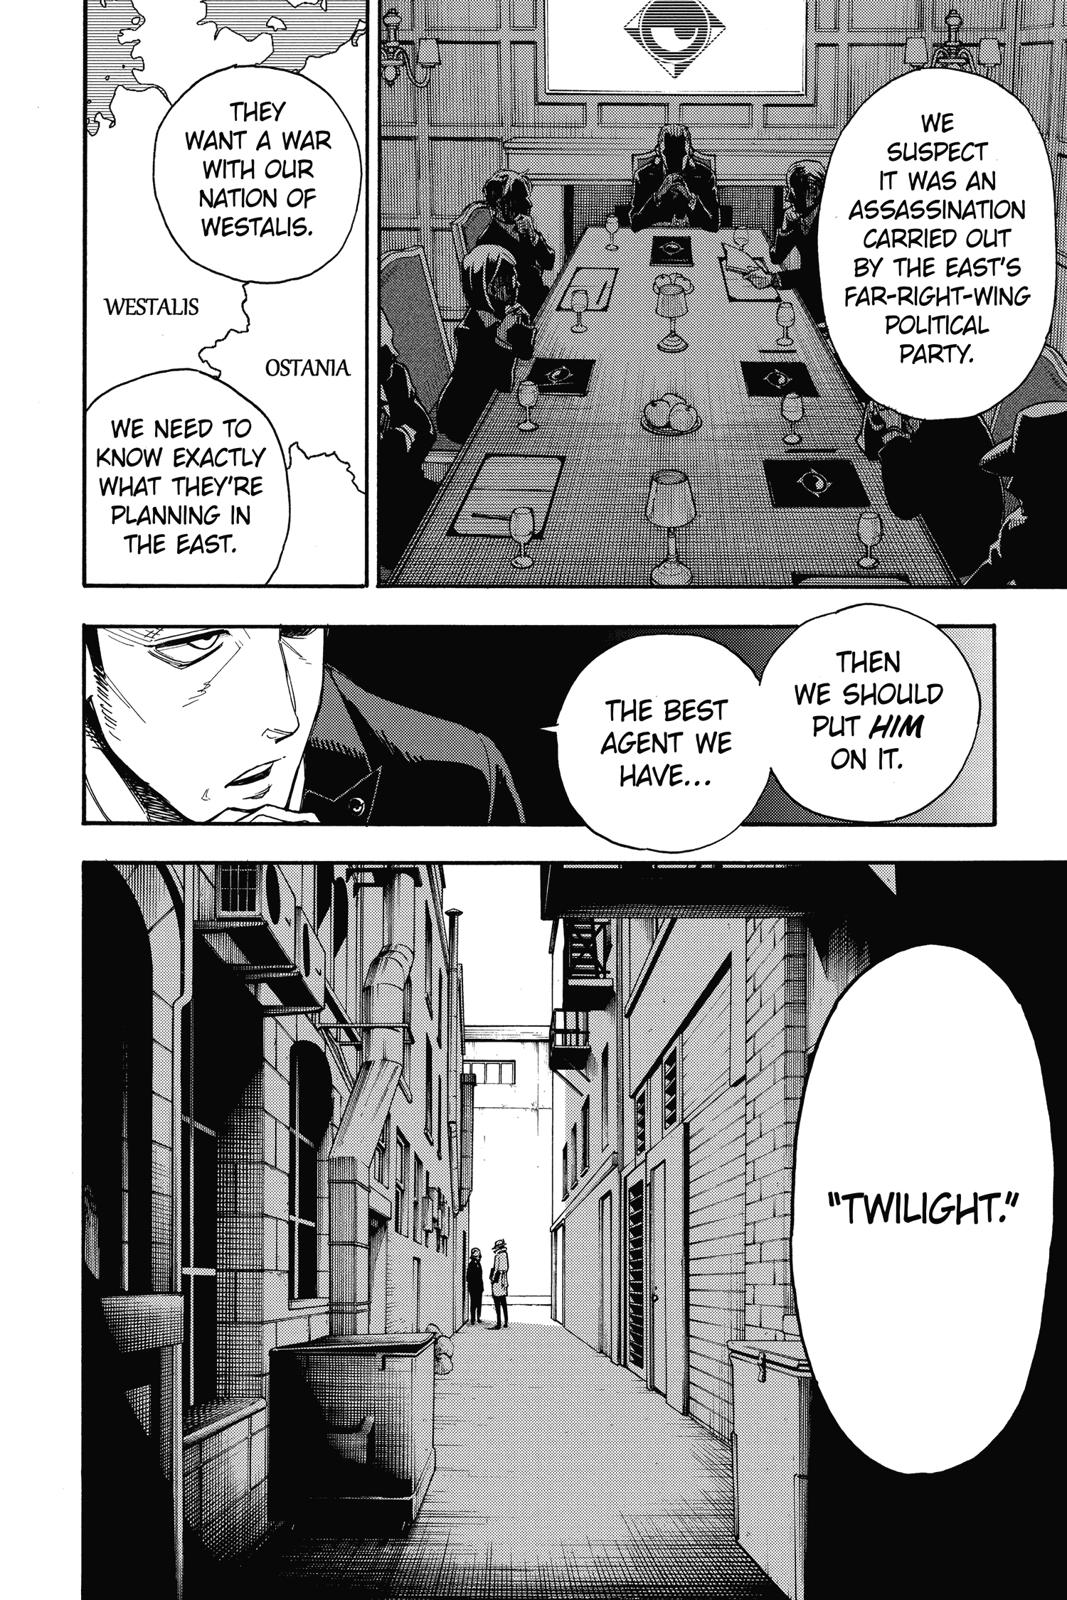 WE
SUSPECT
IT WAS AN
ASSASSINATION
CARRIED OUT
BY THE EAST'S
FAR-RIGHT-WING
POLITICAL
PARTY.
THEY
WANT A WAR
WITH OUR
NATION OF
WESTALIS.
WESTALIS
OSTANIA
WE NEED TO
KNOW EXACTLY
WHAT THEY'RE
PLANNING IN
THE EAST.
THEN
WE SHOULD
PUT HIM
ON IT.
THE BEST
AGENT WE
HAVE...
"TWILIGHT."